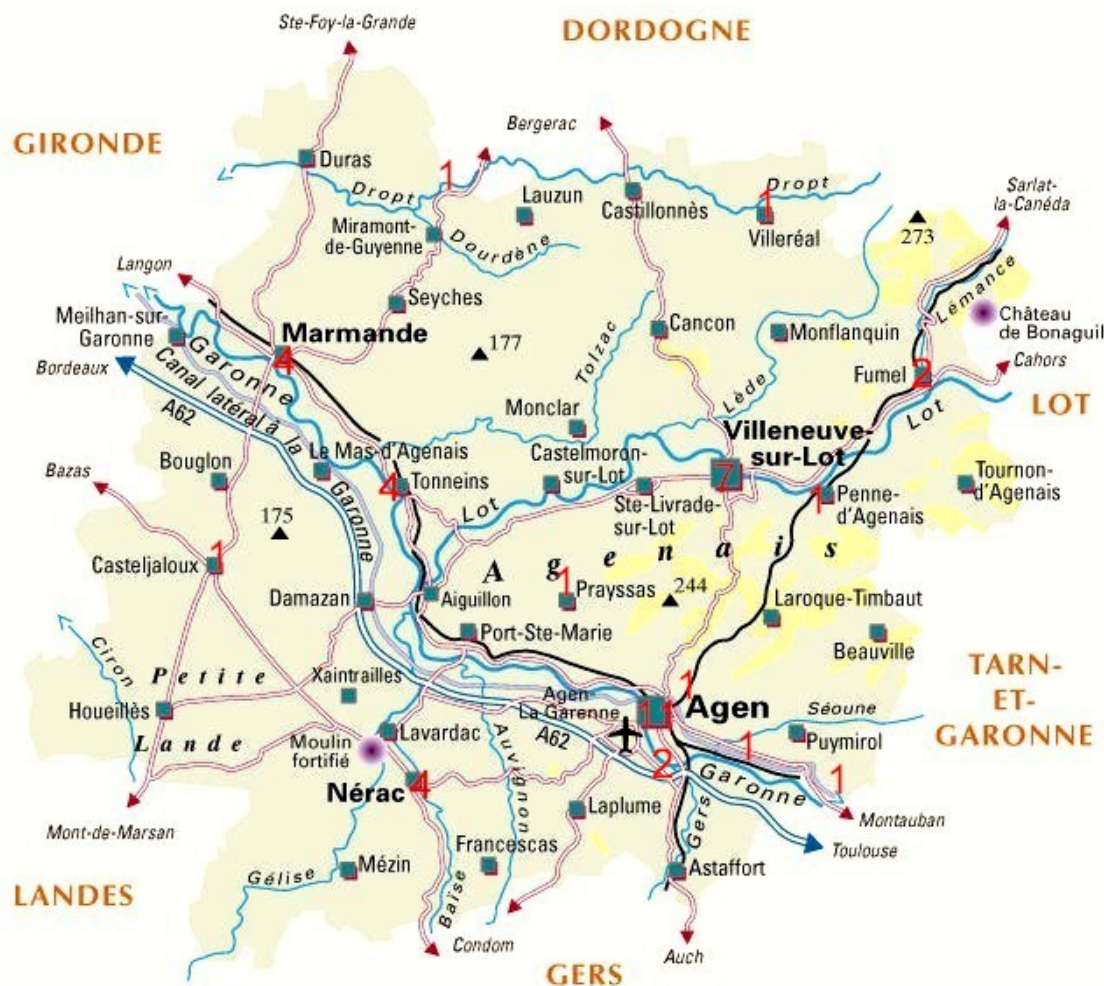 Ste-Foy-la-Grande
DORDOGNE
GIRONDE
Bergerac
Duras
1
Dropt
Lauzun
Castillonnès
1
Dropt
Villeréal
Sarlat-
la-Canéda
273
Miramont-
de-Guyenne
Dourdène
Langon
Seyches
Lémance
Meilhan-sur-
Garonne
Marmande
4
177
Tolzac
Cancon
Monflanquin
Château
de Bonaguil
Bordeaux
Garonne
Canal latéral à la
Garonne
A62
Lède
Fumel
2
Cahors
Monclar
Lot
LOT
Villeneuve-
sur-Lot
7
Bouglon
Le Mas-d'Agenais
Castelmoron-
sur-Lot
Bazas
4
Tonneins
Ste-Livrade-
sur-Lot
1
Penne-
d'Agenais
Tournon-
d'Agenais
175
Lot
Agenais
Casteljaloux
1
Damazan
Aiguillon
1
Prayssas
244
Laroque-Timbaut
Port-Ste-Marie
Beauville
Ciron
Petite
Lande
Xaintrailles
TARN-
ET-
GARONNE
Houeillès
Agen-
La Garenne
11
1
Agen
Séoune
Lavardac
A62
Puymirol
Moulin
fortifié
Auvignon
1
Nérac
4
2
Garonne
1
Laplume
Gers
Montauban
Mont-de-Marsan
Toulouse
Francescas
Mézin
Astaffort
LANDES
Gélise
Baïse
Condom
Auch
GERS